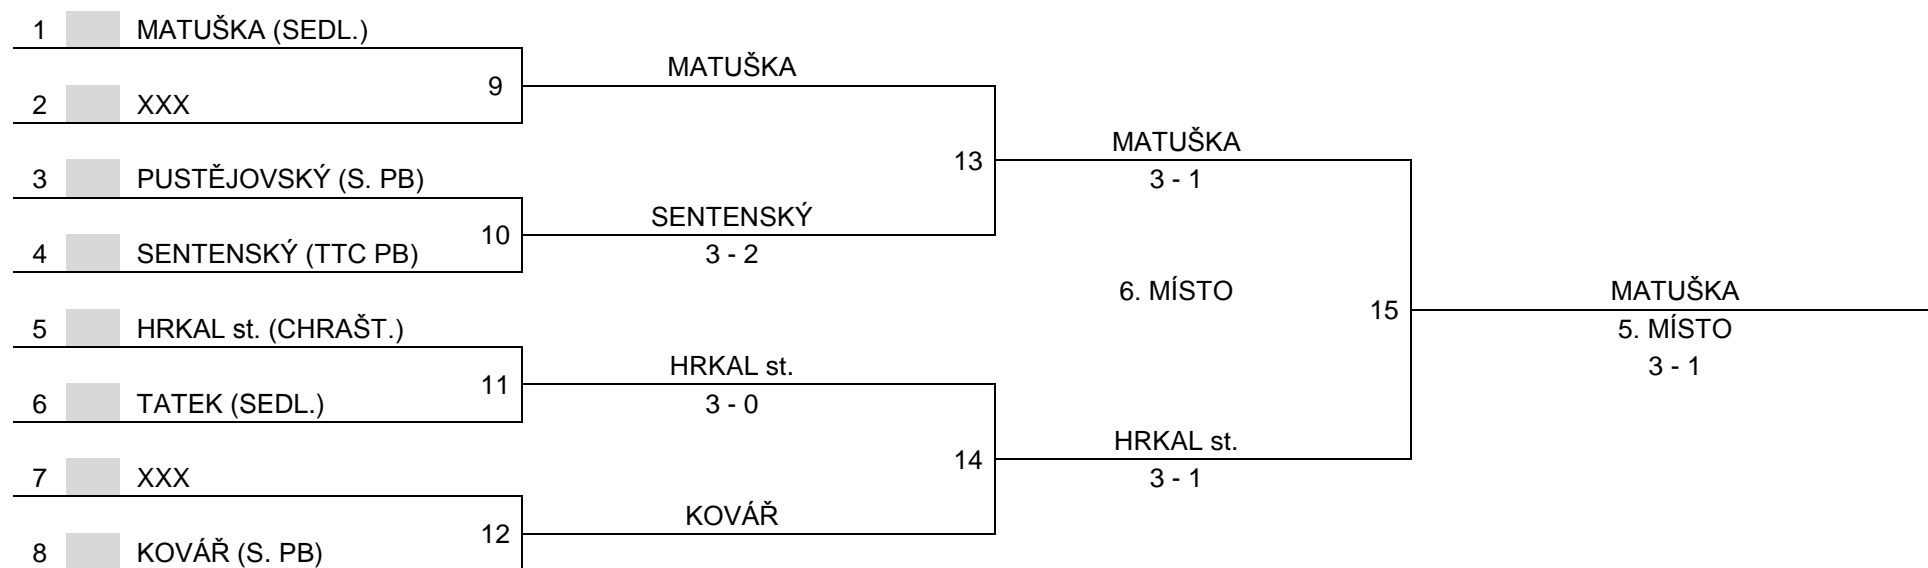 1 MATUŠKA (SEDL.)
MATUŠKA
9
2 XXX
MATUŠKA
13
3 PUSTĚJOVSKÝ (S. PB)
3 - 1
SENTENSKÝ
10
4 SENTENSKÝ (TTC PB)
3 - 2
6. MÍSTO
MATUŠKA
15
5 HRKAL st. (CHRAŠT.)
5. MÍSTO
HRKAL st.
3 - 1
11
6 TATEK (SEDL.)
3 - 0
HRKAL st.
14
7 XXX
3 - 1
KOVÁŘ
12
8 KOVÁŘ (S. PB)